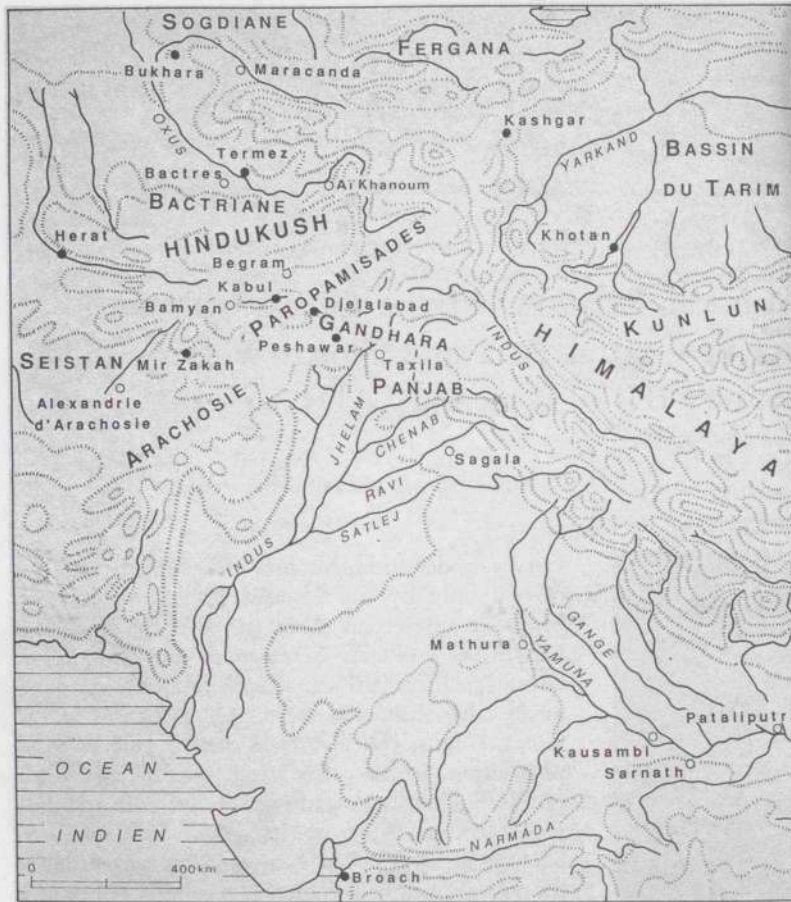 SOGDIANE
FERGANA
Bukhara
Maracanda
Kashgar
OXUS
YARKAND
BASSIN
DU TARIM
Termez
Bactres
Aï Khanoum
BACTRIANE
HINDUKUSH
Herat
Khotan
Begram
Kabul
PAROPAMISADES
Bamyan
Djelalabad
GANDHARA
KUNLUN
HIMALAYA
INDUS
Peshawar
SEISTAN
Mir Zakah
Taxila
PANJAB
Alexandrie
d'Arachosie
ARACHOSIE
JHELAM
CHENAB
Sagala
RAVI
SATLEJ
INDUS
Mathura
YAMUNA
GANGE
Pataliputr
Kausambi
Sarnath
OCEAN
INDIEN
NARMADA
0 400km
Broach